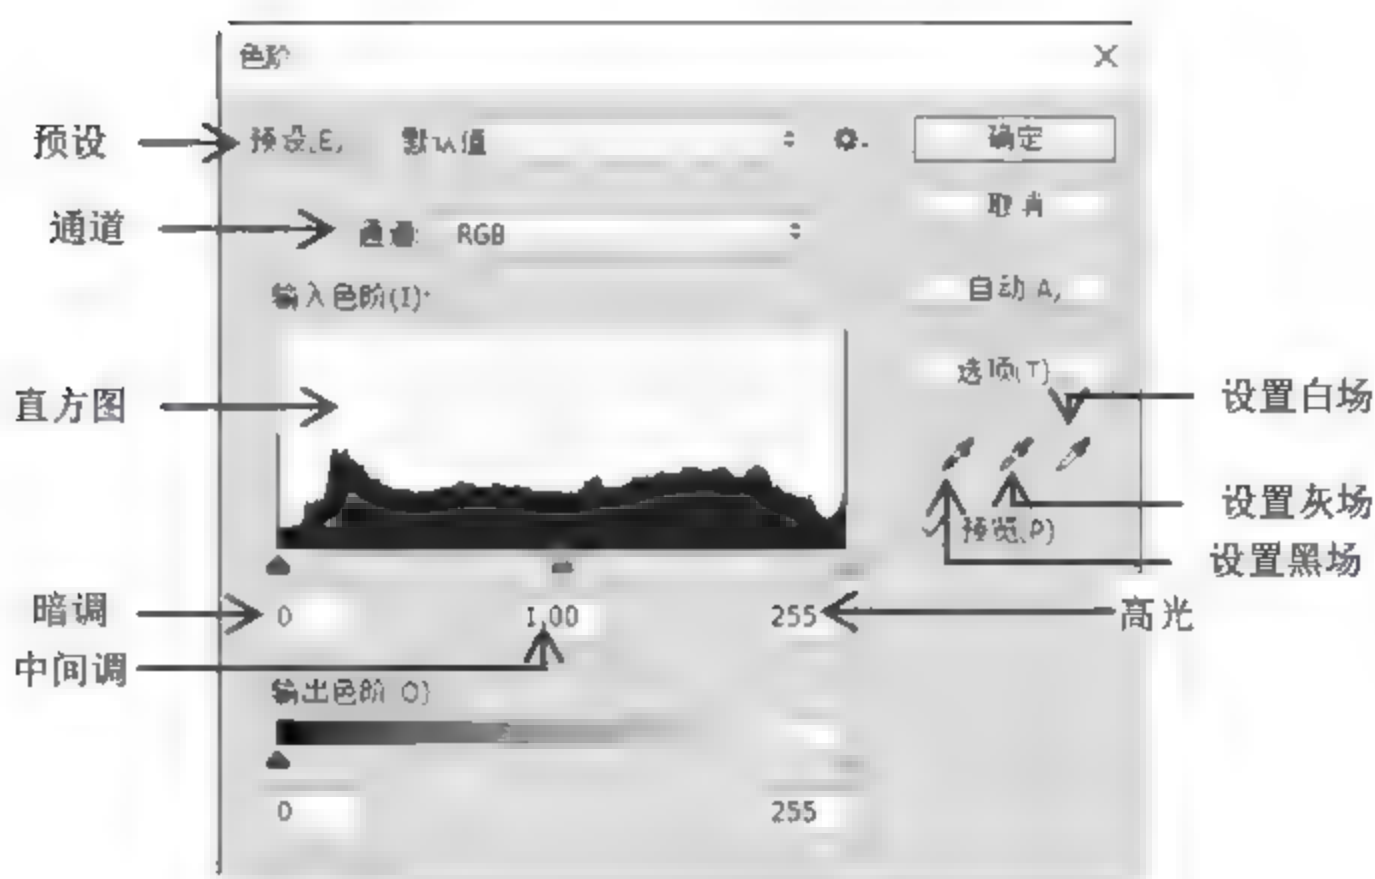 色阶
预设 预设(E): 默认值 确定
取消
通道 通道: RGB
自动(A)
输入色阶(I):
选项(T)
直方图 设置白场
设置灰场
预览(P)
设置黑场
暗调 0 1.00 255 高光
中间调
输出色阶(O)
0 255